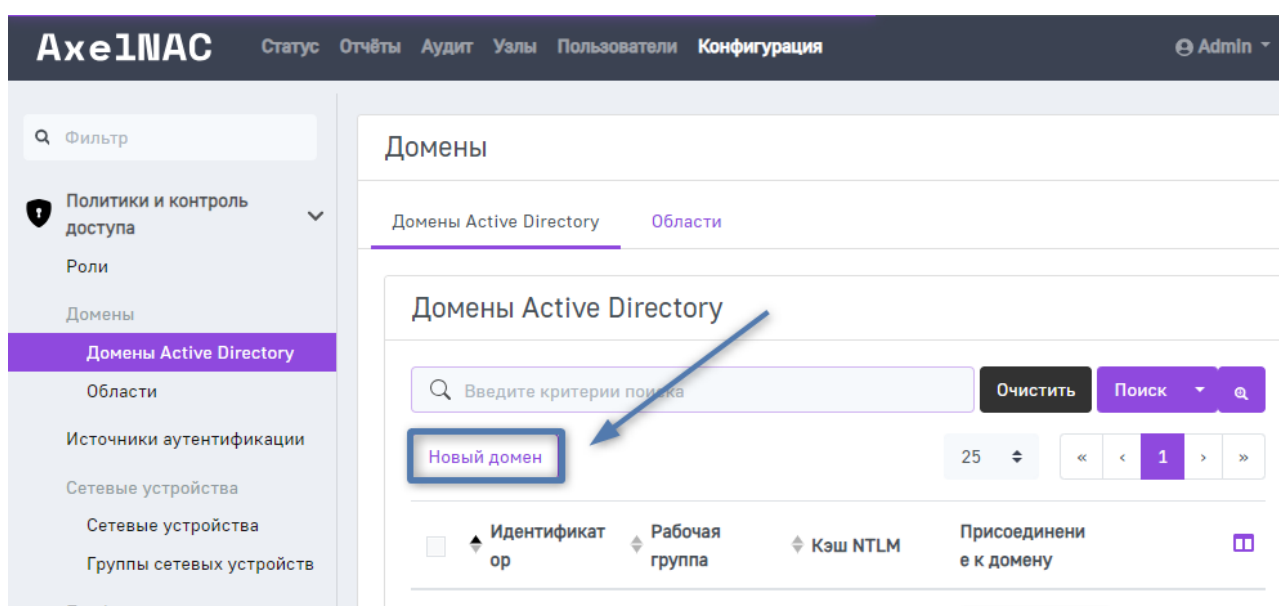 AxelNAC Статус Отчёты Аудит Узлы Пользователи Конфигурация Admin
Фильтр
Политики и контроль
доступа
Роли
Домены
Домены Active Directory
Области
Источники аутентификации
Сетевые устройства
Сетевые устройства
Группы сетевых устройств
Домены
Домены Active Directory Области
Домены Active Directory
Введите критерии поиска Очистить Поиск
Новый домен 25 « ‹ 1 › »
Идентификат
ор
Рабочая
группа
Кэш NTLM
Присоединени
е к домену